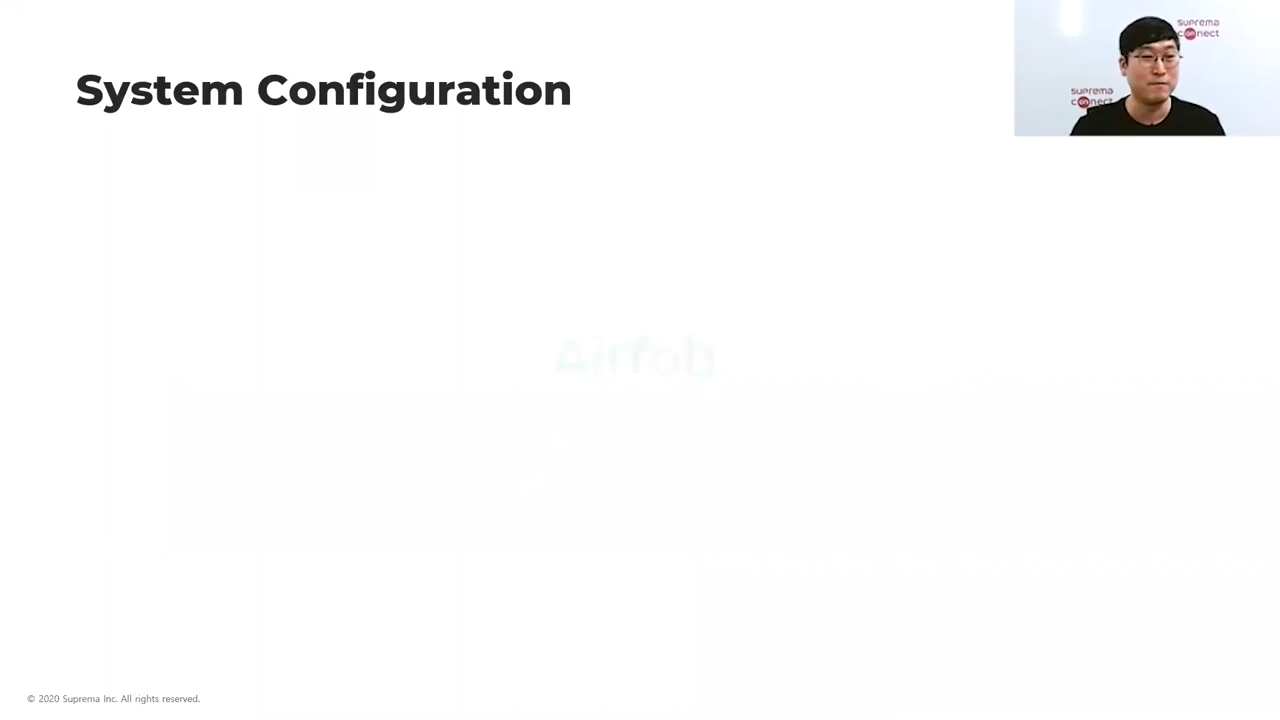 System Configuration
suprema
connect
suprema
connect
Airfob
© 2020 Suprema Inc. All rights reserved.